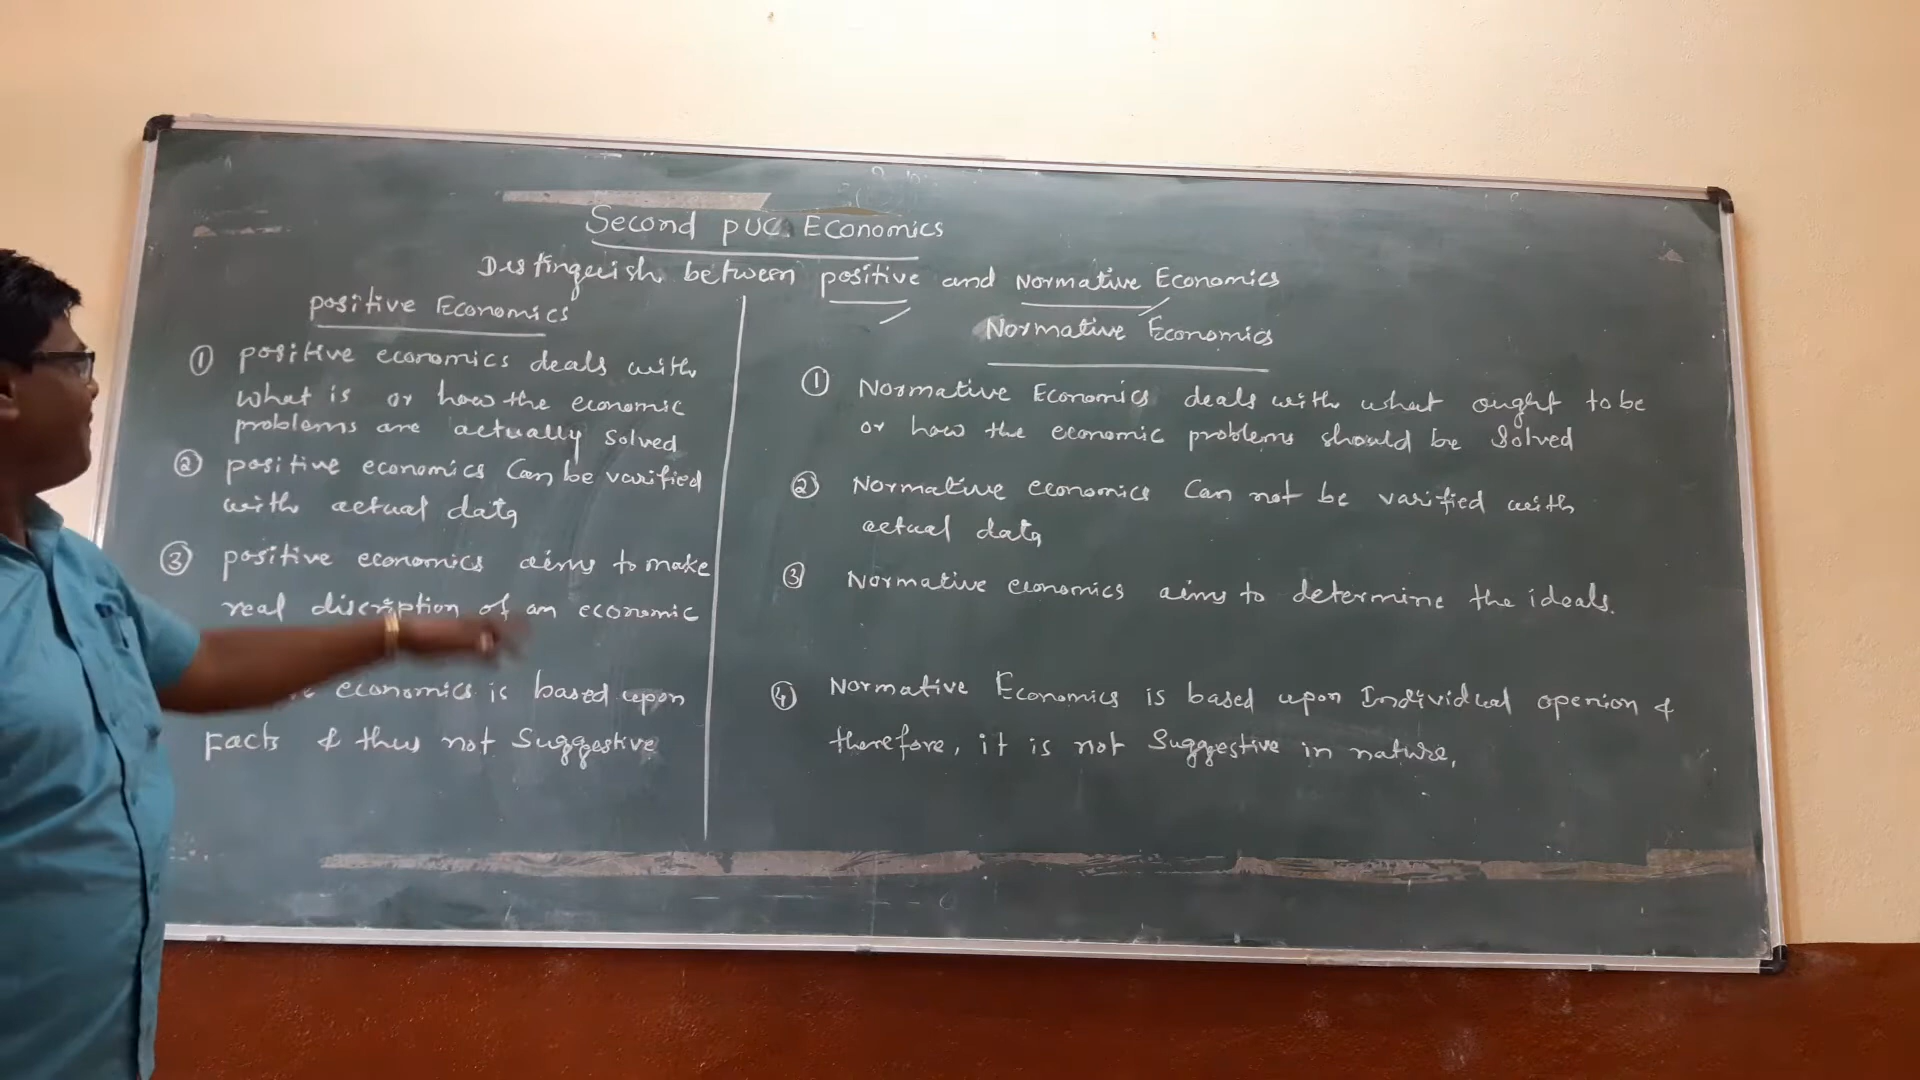 Second PUC. Economics
Distinguish between positive and Normative Economics
positive Economics
① positive economics deals with
what is or how the economic
problems are actually solved
② positive economics Can be varified
with actual data
③ positive economics aims to make
real discription of an economic
economics is based upon
Facts & thus not Suggestive
Normative Economics
① Normative Economics deals with what ought to be
or how the economic problems should be Solved
② Normative economics Can not be varified with
actual data
③ Normative economics aims to determine the ideals.
④ Normative Economics is based upon Individual openion &
therefore, it is not Suggestive in nature,